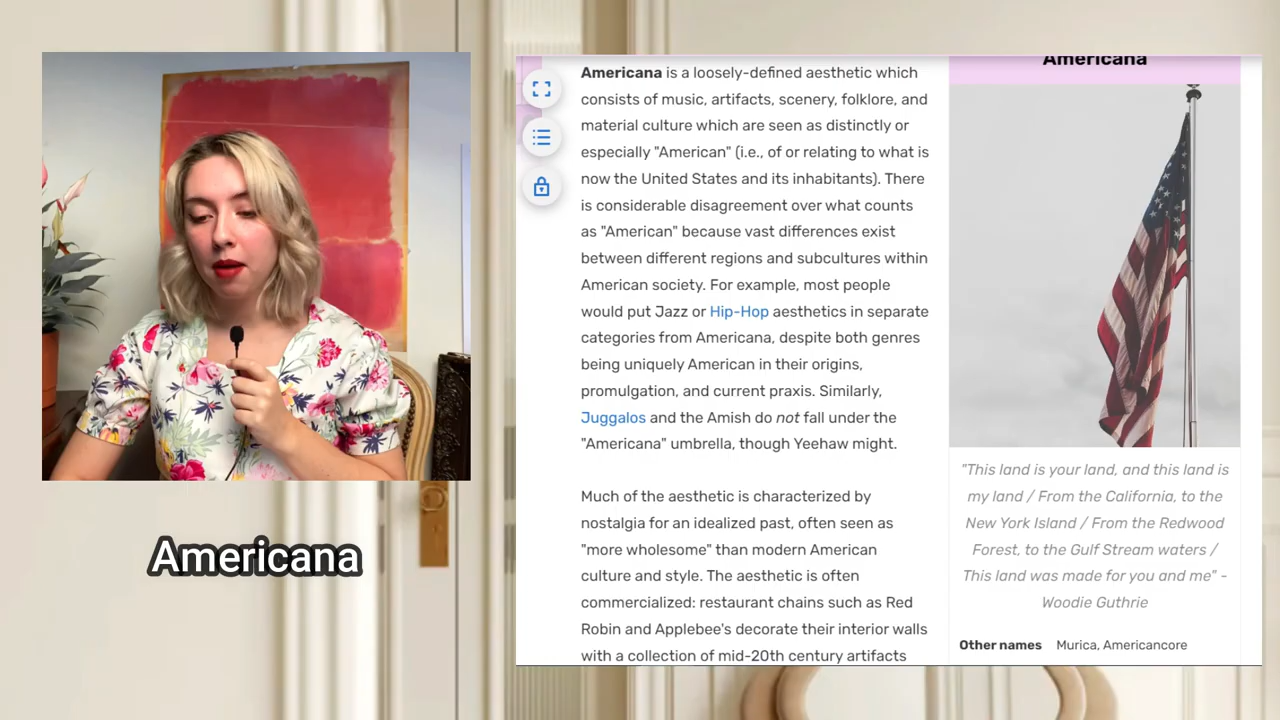 Americana
Americana is a loosely-defined aesthetic which
consists of music, artifacts, scenery, folklore, and
material culture which are seen as distinctly or
especially "American" (i.e., of or relating to what is
now the United States and its inhabitants). There
is considerable disagreement over what counts
as "American" because vast differences exist
between different regions and subcultures within
American society. For example, most people
would put Jazz or Hip-Hop aesthetics in separate
categories from Americana, despite both genres
being uniquely American in their origins,
promulgation, and current praxis. Similarly,
Juggalos and the Amish do not fall under the
"Americana" umbrella, though Yeehaw might.
Much of the aesthetic is characterized by
nostalgia for an idealized past, often seen as
"more wholesome" than modern American
culture and style. The aesthetic is often
commercialized: restaurant chains such as Red
Robin and Applebee's decorate their interior walls
with a collection of mid-20th century artifacts
Americana
"This land is your land, and this land is
my land / From the California, to the
New York Island / From the Redwood
Forest, to the Gulf Stream waters /
This land was made for you and me" -
Woodie Guthrie
Other names Murica, Americancore